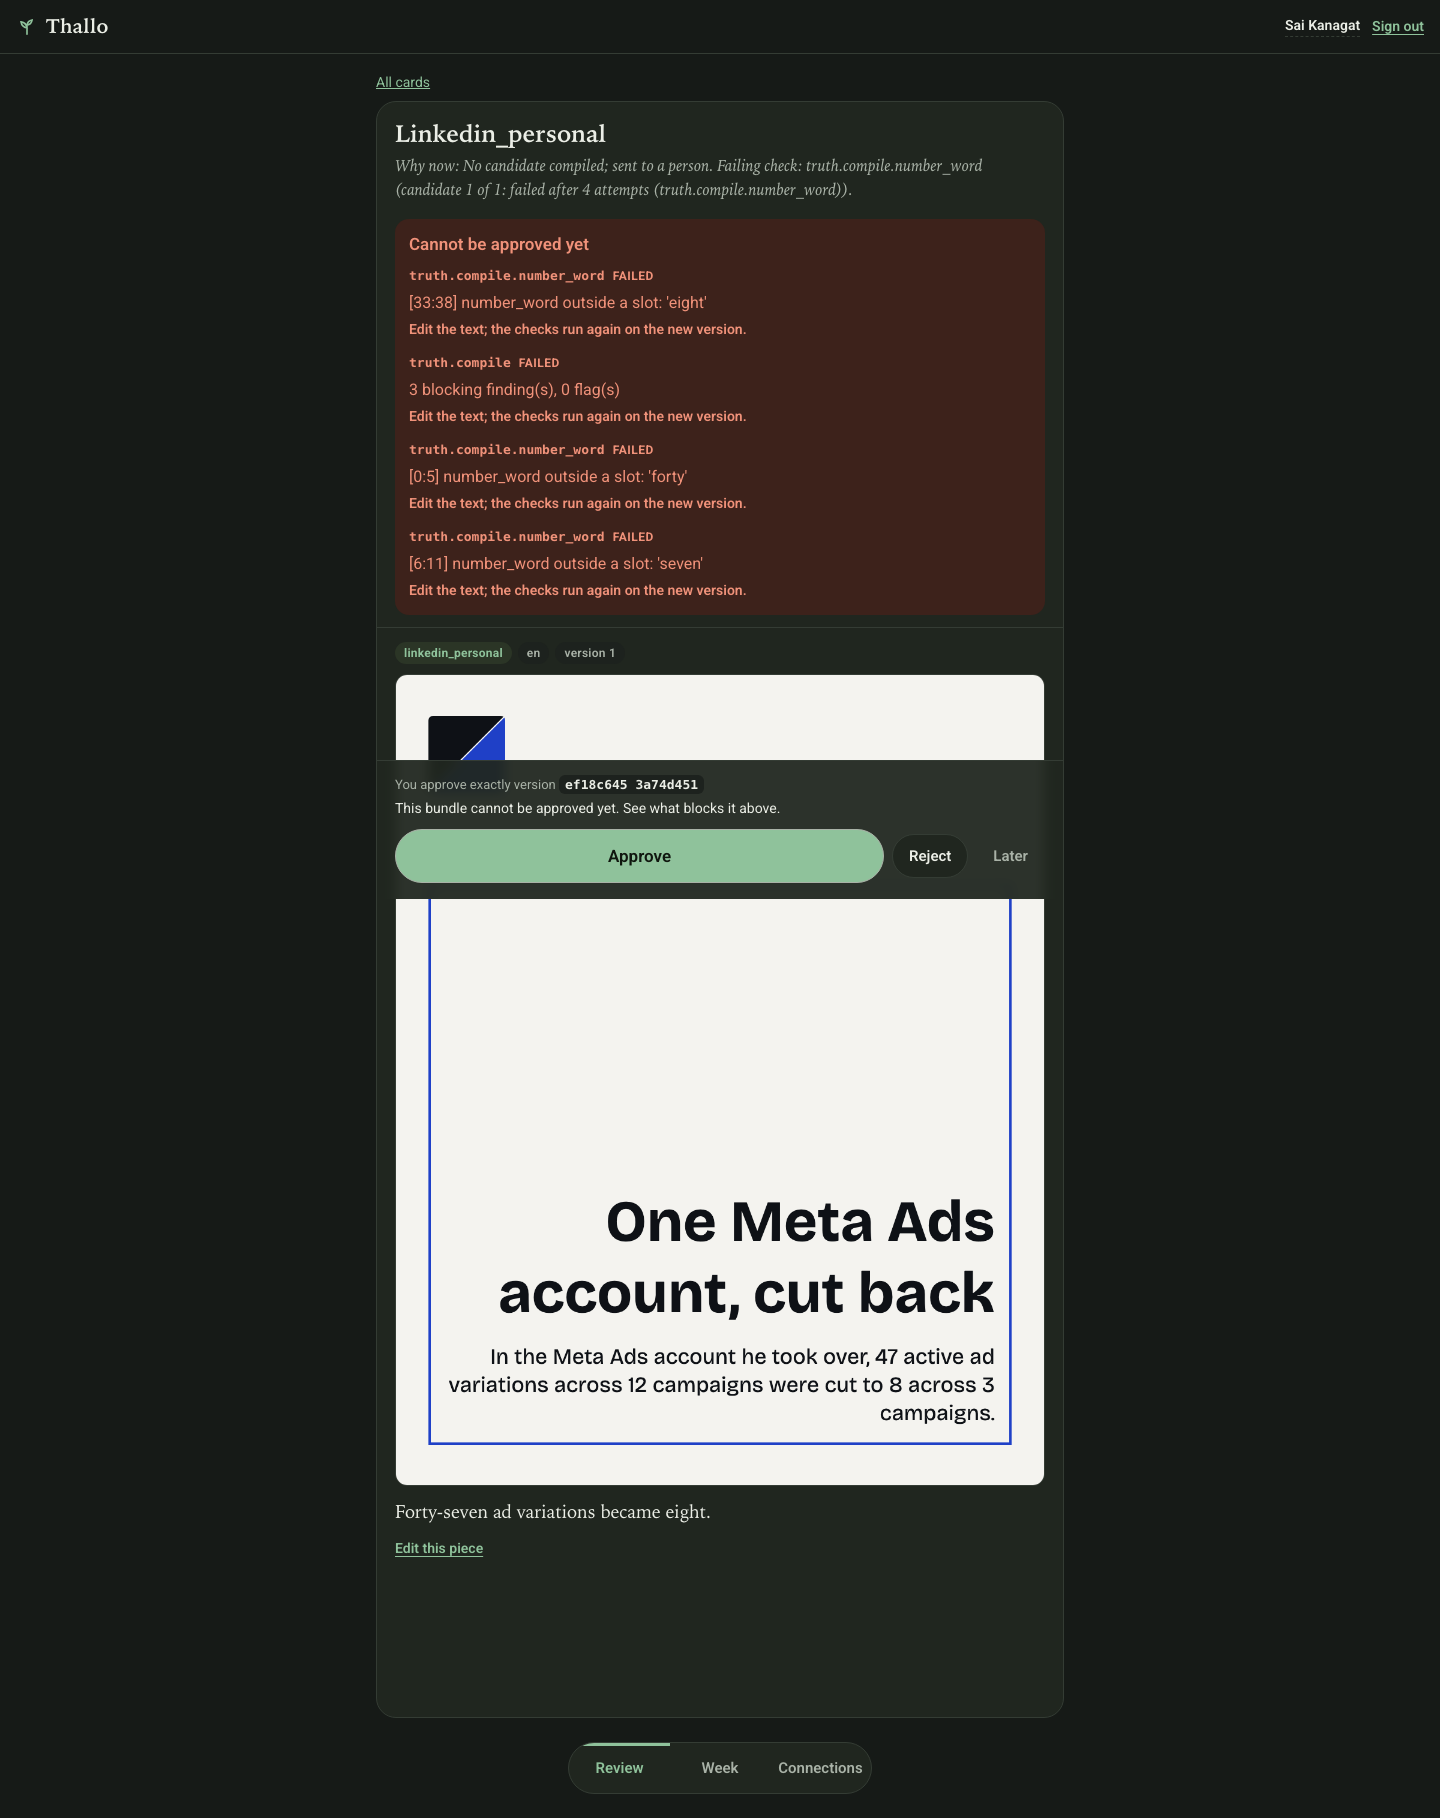 Thallo
Sai Kanagat
Sign out
All cards
Linkedin_personal
Why now: No candidate compiled; sent to a person. Failing check: truth.compile.number_word
(candidate 1 of 1: failed after 4 attempts (truth.compile.number_word)).
Cannot be approved yet
truth.compile.number_word FAILED
[33:38] number_word outside a slot: 'eight'
Edit the text; the checks run again on the new version.
truth.compile FAILED
3 blocking finding(s), 0 flag(s)
Edit the text; the checks run again on the new version.
truth.compile.number_word FAILED
[0:5] number_word outside a slot: 'forty'
Edit the text; the checks run again on the new version.
truth.compile.number_word FAILED
[6:11] number_word outside a slot: 'seven'
Edit the text; the checks run again on the new version.
linkedin_personal en version 1
You approve exactly version ef18c645 3a74d451
This bundle cannot be approved yet. See what blocks it above.
Approve
Reject
Later
One Meta Ads
account, cut back
In the Meta Ads account he took over, 47 active ad
variations across 12 campaigns were cut to 8 across 3
campaigns.
Forty-seven ad variations became eight.
Edit this piece
Review
Week
Connections